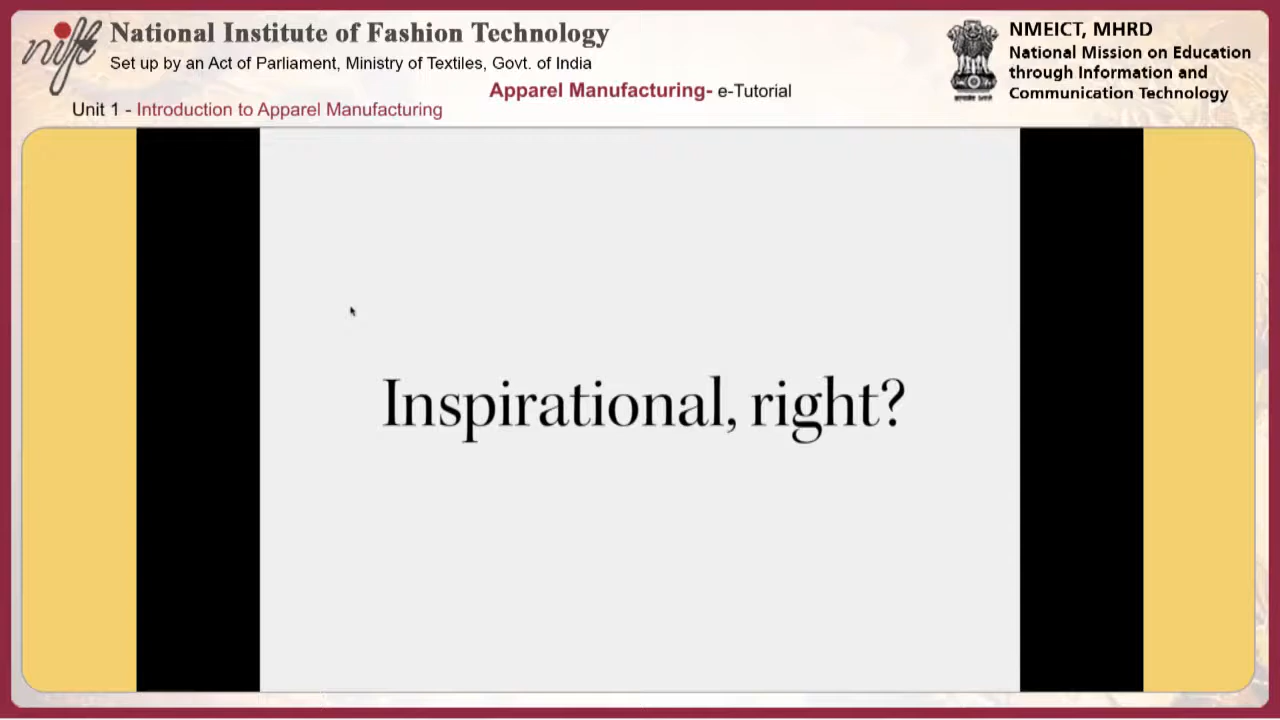 nift
National Institute of Fashion Technology
Set up by an Act of Parliament, Ministry of Textiles, Govt. of India
Apparel Manufacturing- e-Tutorial
Unit 1 - Introduction to Apparel Manufacturing
NMEICT, MHRD
National Mission on Education
through Information and
Communication Technology
Inspirational, right?